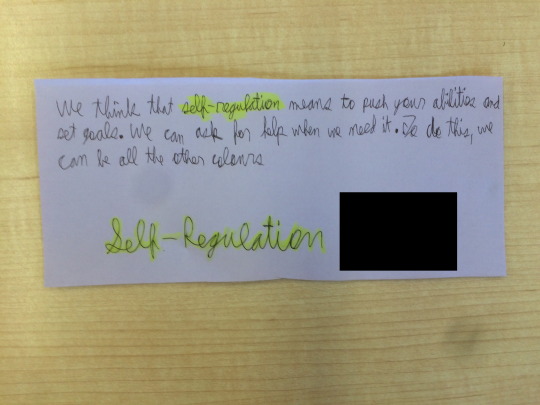 We think that self-regulation means to push your abilities and
set goals. We can ask for help when we need it. To do this, we
can be all the other colours
Self-Regulation